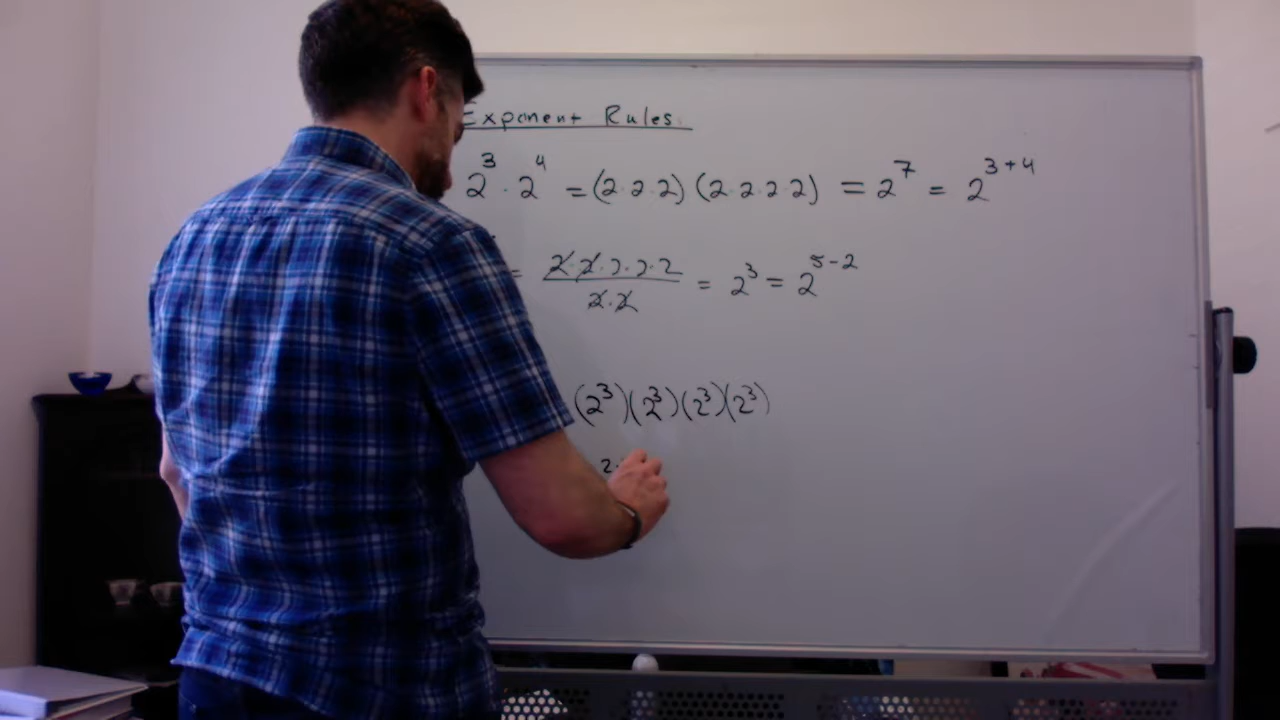 Exponent Rules
2³ · 2⁴ = (2·2·2)(2·2·2·2) = 2⁷ = 2³⁺⁴
= 2·2·2·2·2 / 2·2 = 2³ = 2⁵⁻²
(2³)(2³)(2³)(2³)
2·